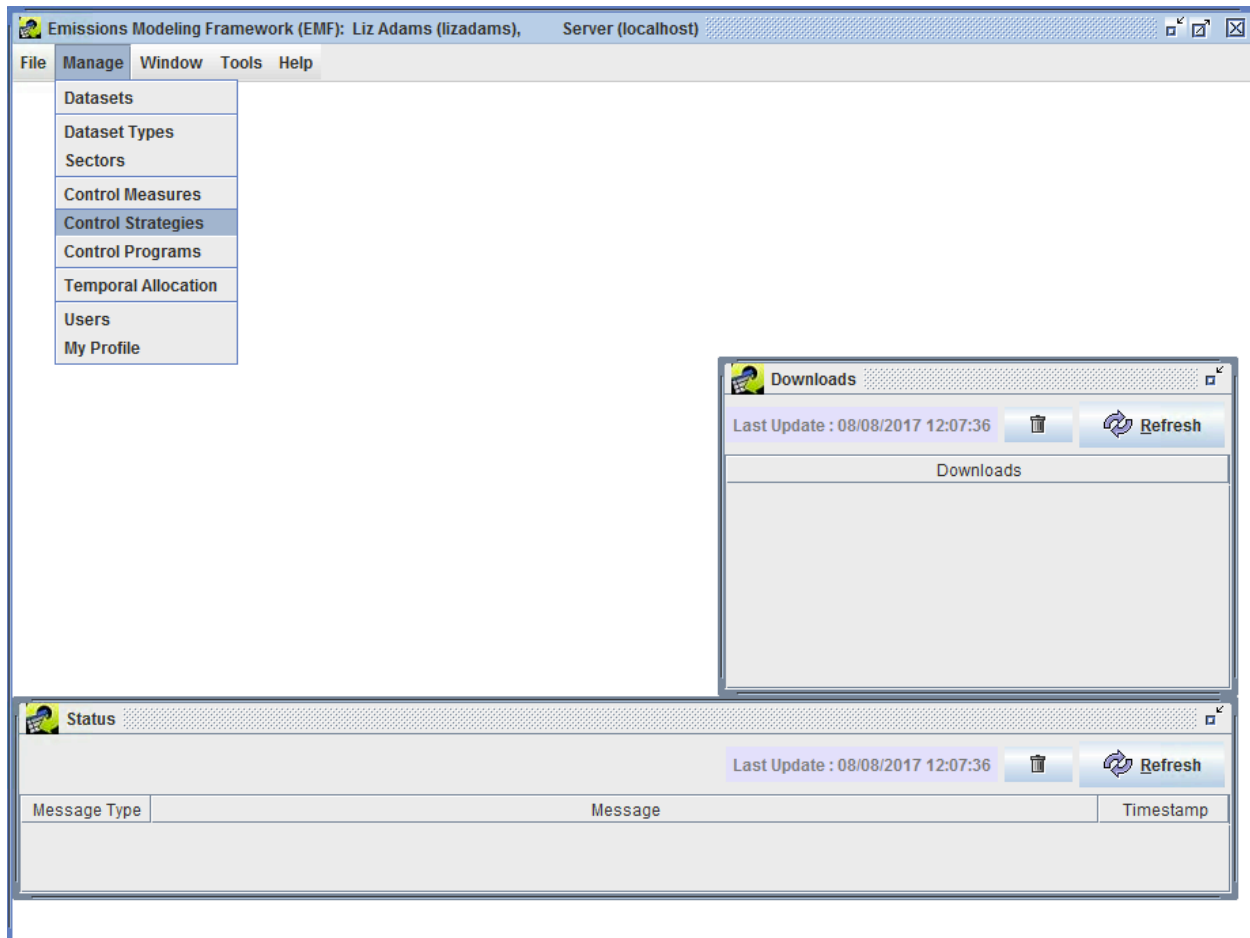 Emissions Modeling Framework (EMF): Liz Adams (lizadams), Server (localhost)
File Manage Window Tools Help
Datasets
Dataset Types
Sectors
Control Measures
Control Strategies
Control Programs
Temporal Allocation
Users
My Profile
Downloads
Last Update : 08/08/2017 12:07:36 Refresh
Downloads
Status
Last Update : 08/08/2017 12:07:36 Refresh
Message Type Message Timestamp